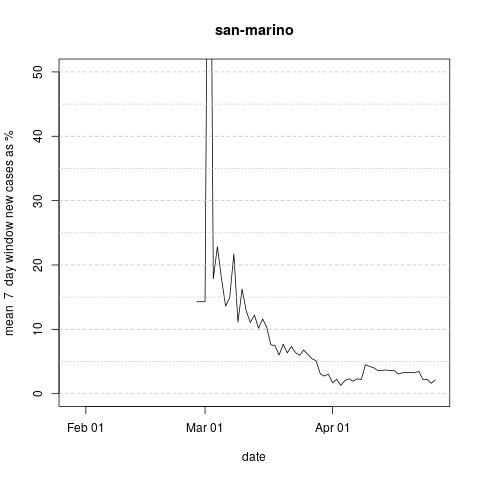 san-marino
mean 7 day window new cases as %
50
40
30
20
10
0
Feb 01
Mar 01
Apr 01
date